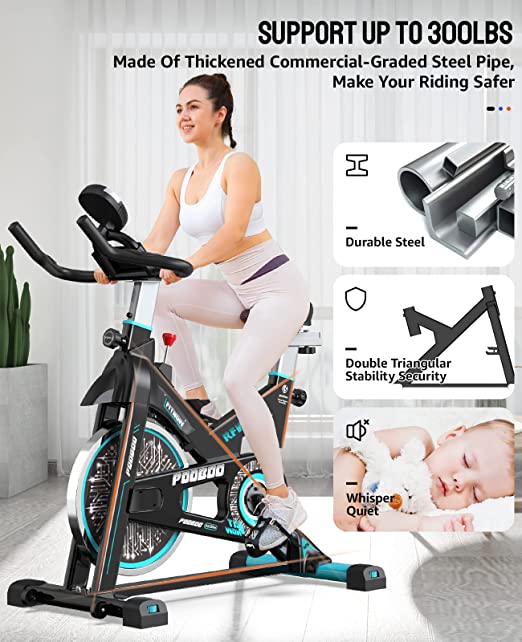 SUPPORT UP TO 300LBS
Made Of Thickened Commercial-Graded Steel Pipe,
Make Your Riding Safer
Durable Steel
Double Triangular
Stability Security
Whisper
Quiet
POOBOO
POOBOO
POOBOO